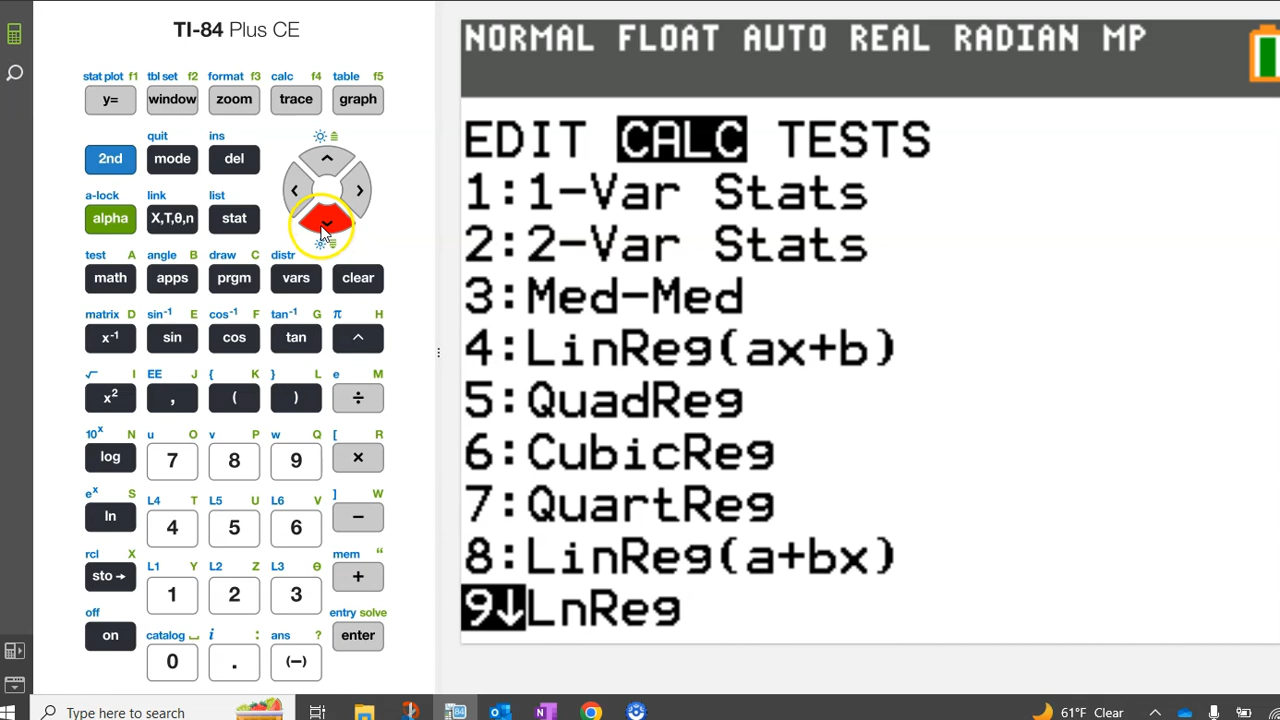 TI-84 Plus CE
stat plot f1 tbl set f2 format f3 calc f4 table f5
y= window zoom trace graph
quit ins
2nd mode del
a-lock link list
alpha X,T,θ,n stat
test A angle B draw C distr
math apps prgm vars clear
matrix D sin⁻¹ E cos⁻¹ F tan⁻¹ G π H
x⁻¹ sin cos tan ^
√ I EE J { K } L e M
x² , ( ) ÷
10ˣ N u O v P w Q [ R
log 7 8 9 ×
eˣ S L4 T L5 U L6 V ] W
ln 4 5 6 −
rcl X L1 Y L2 Z L3 θ mem "
sto→ 1 2 3 +
off entry solve
on enter
catalog ⎵ i : ans ?
0 . (−)
NORMAL FLOAT AUTO REAL RADIAN MP
EDIT CALC TESTS
1:1-Var Stats
2:2-Var Stats
3:Med-Med
4:LinReg(ax+b)
5:QuadReg
6:CubicReg
7:QuartReg
8:LinReg(a+bx)
9↓LnReg
Type here to search
61°F Clear